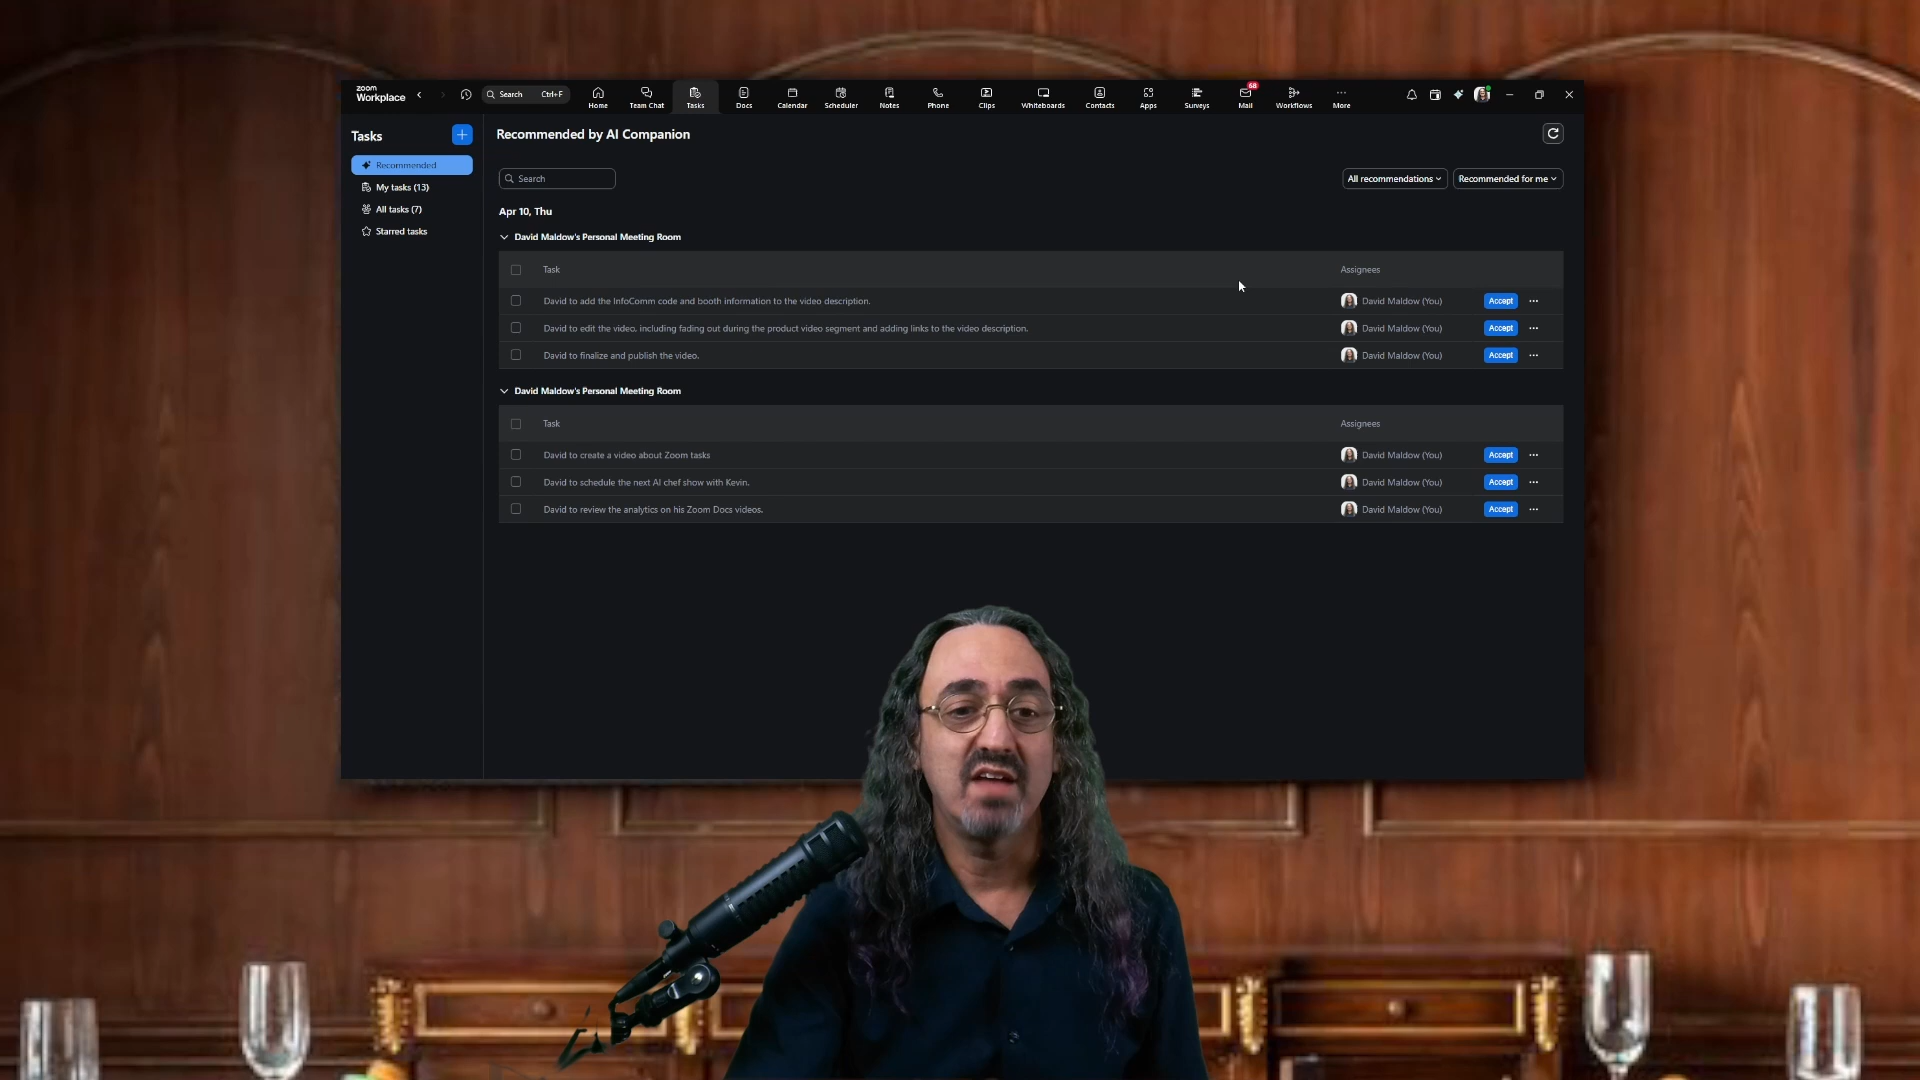 zoom
Workplace
Search Ctrl+F
Home
Team Chat
Tasks
Docs
Calendar
Scheduler
Notes
Phone
Clips
Whiteboards
Contacts
Apps
Surveys
68
Mail
Workflows
More
Tasks
Recommended
My tasks (13)
All tasks (7)
Starred tasks
Recommended by AI Companion
Search
All recommendations
Recommended for me
Apr 10, Thu
David Maldow's Personal Meeting Room
Task Assignees
David to add the InfoComm code and booth information to the video description. David Maldow (You) Accept
David to edit the video, including fading out during the product video segment and adding links to the video description. David Maldow (You) Accept
David to finalize and publish the video. David Maldow (You) Accept
David Maldow's Personal Meeting Room
Task Assignees
David to create a video about Zoom tasks David Maldow (You) Accept
David to schedule the next AI chef show with Kevin. David Maldow (You) Accept
David to review the analytics on his Zoom Docs videos. David Maldow (You) Accept